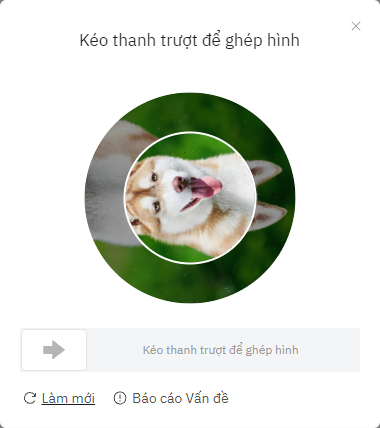 Kéo thanh trượt để ghép hình
Kéo thanh trượt để ghép hình
Làm mới
Báo cáo Vấn đề